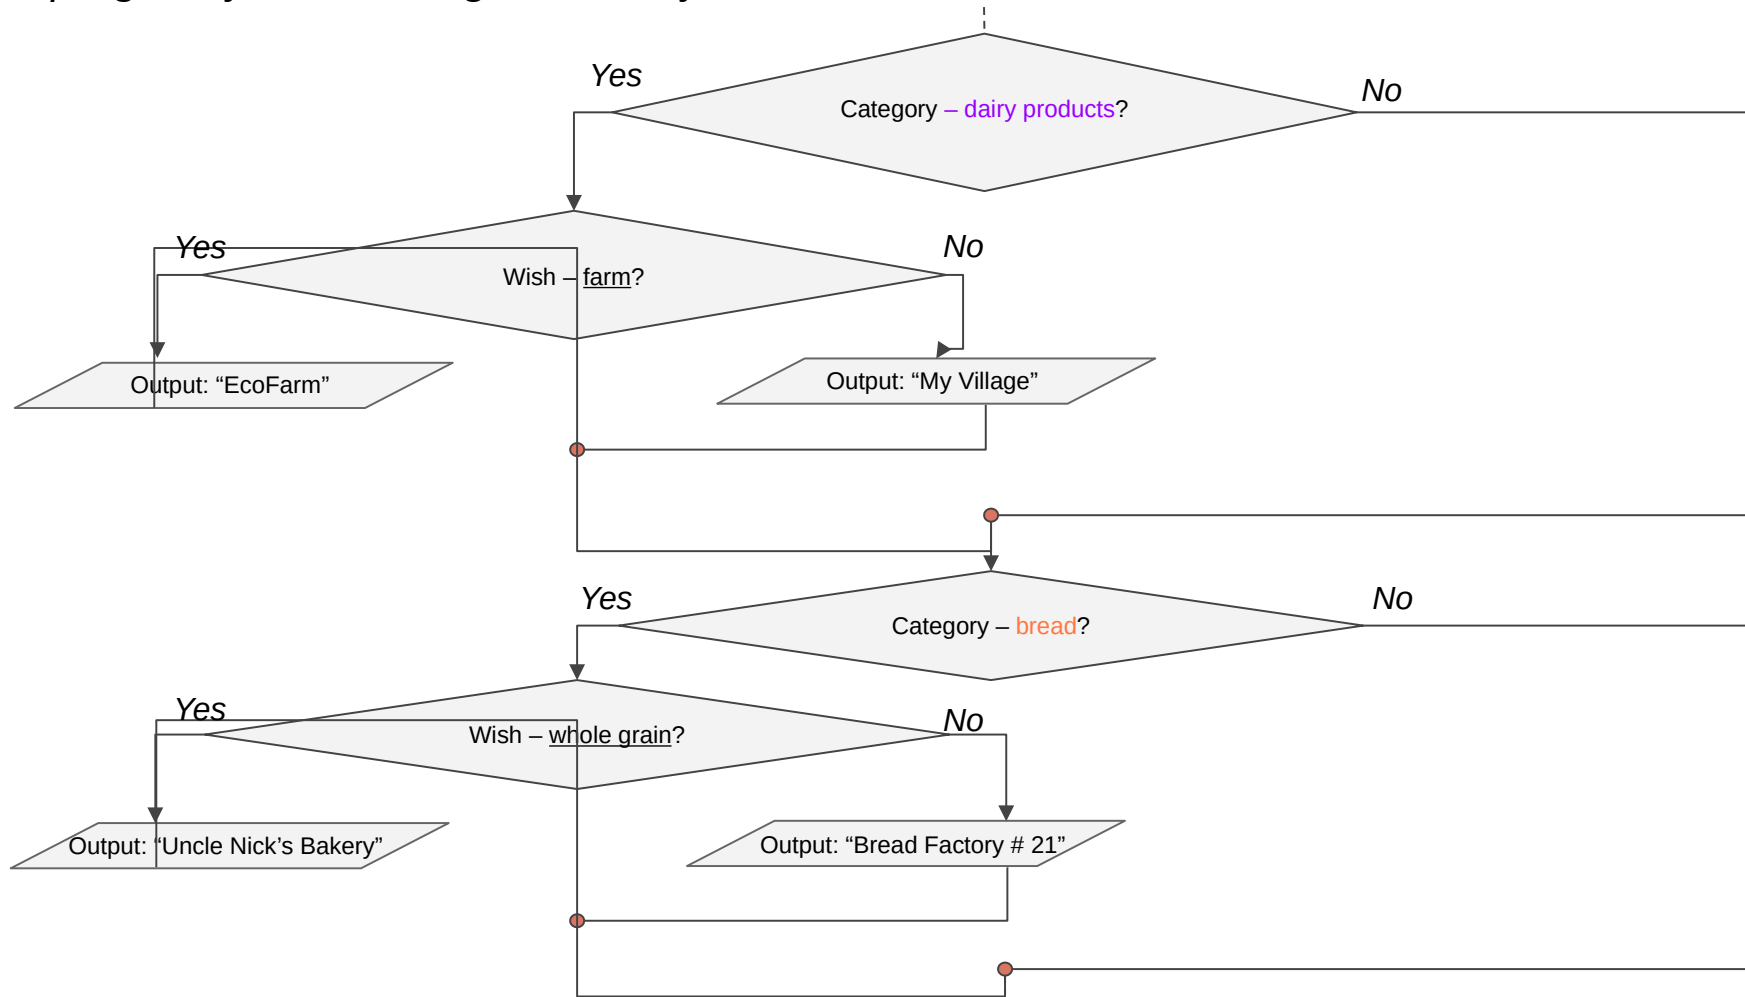 Yes
No
Category – dairy products?
Yes
No
Wish – farm?
Output: “EcoFarm”
Output: “My Village”
Yes
No
Category – bread?
Yes
No
Wish – whole grain?
Output: “Uncle Nick’s Bakery”
Output: “Bread Factory # 21”